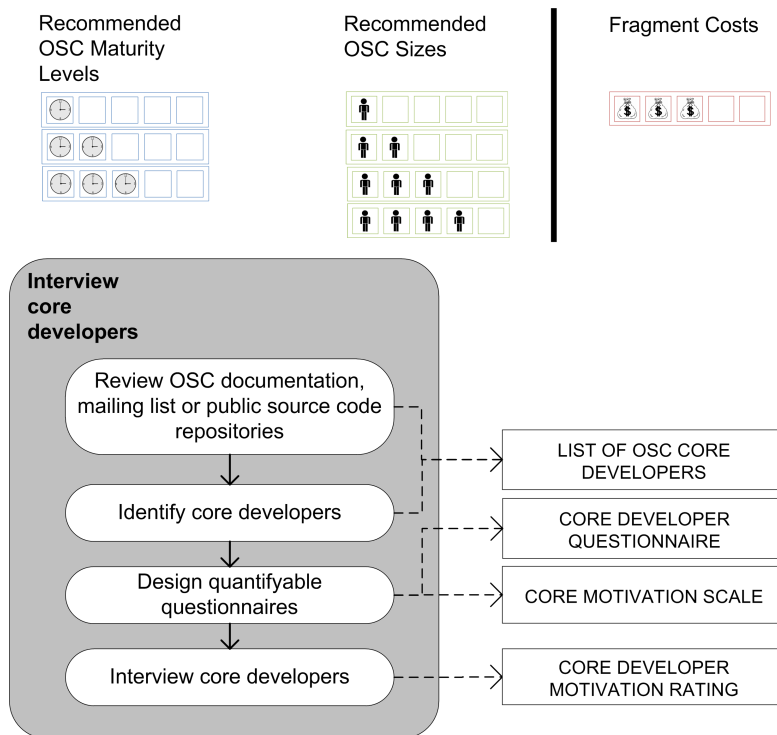 Recommended
OSC Maturity
Levels
Recommended
OSC Sizes
Fragment Costs
$ $ $
Interview
core
developers
Review OSC documentation,
mailing list or public source code
repositories
Identify core developers
Design quantifyable
questionnaires
Interview core developers
LIST OF OSC CORE
DEVELOPERS
CORE DEVELOPER
QUESTIONNAIRE
CORE MOTIVATION SCALE
CORE DEVELOPER
MOTIVATION RATING